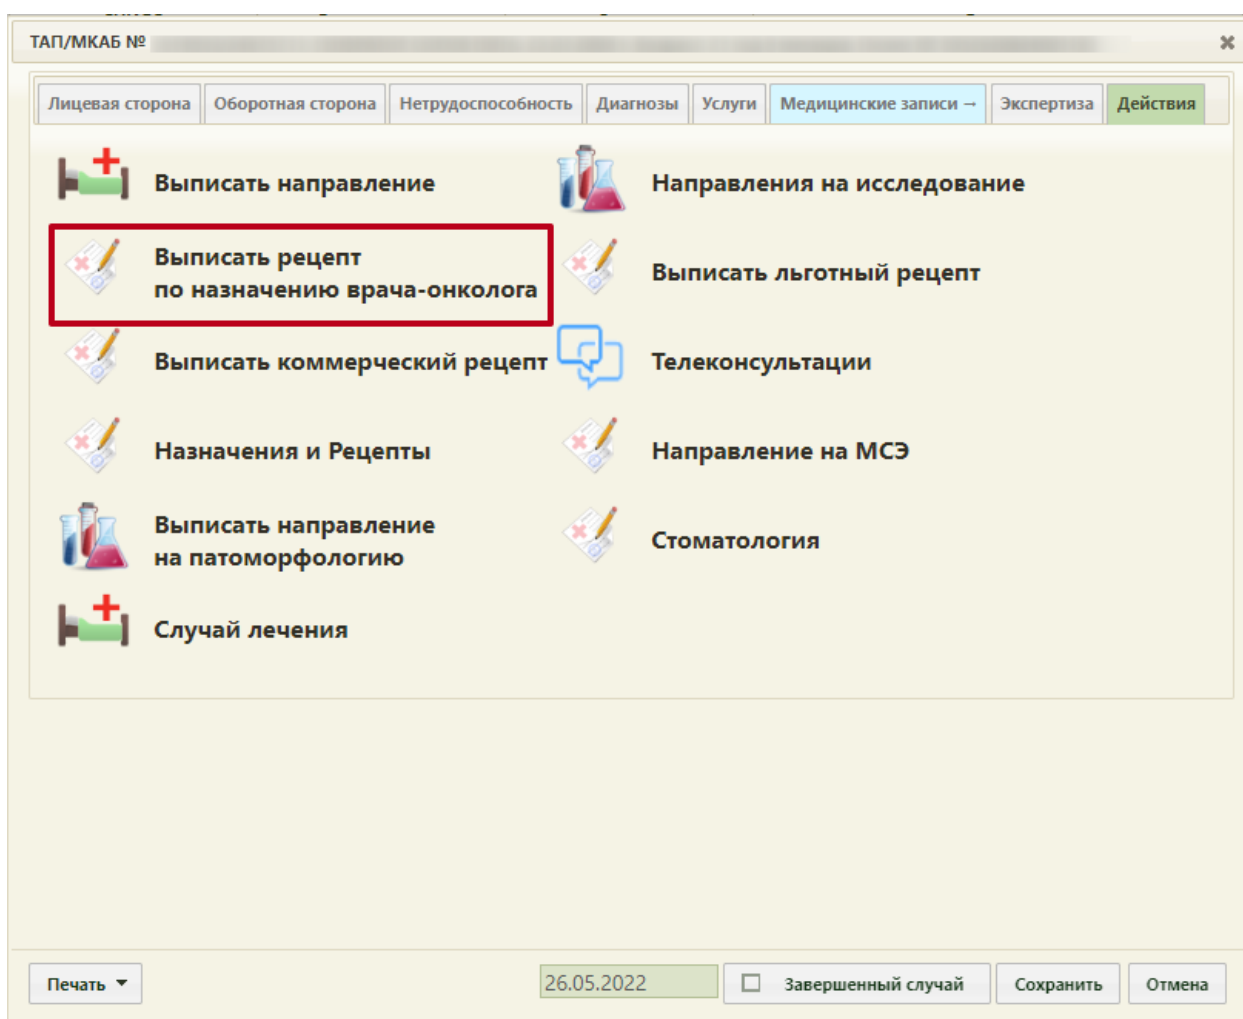 ТАП/МКАБ №
Лицевая сторона Оборотная сторона Нетрудоспособность Диагнозы Услуги Медицинские записи → Экспертиза Действия
Выписать направление
Направления на исследование
Выписать рецепт
по назначению врача-онколога
Выписать льготный рецепт
Выписать коммерческий рецепт
Телеконсультации
Назначения и Рецепты
Направление на МСЭ
Выписать направление
на патоморфологию
Стоматология
Случай лечения
Печать 26.05.2022 Завершенный случай Сохранить Отмена